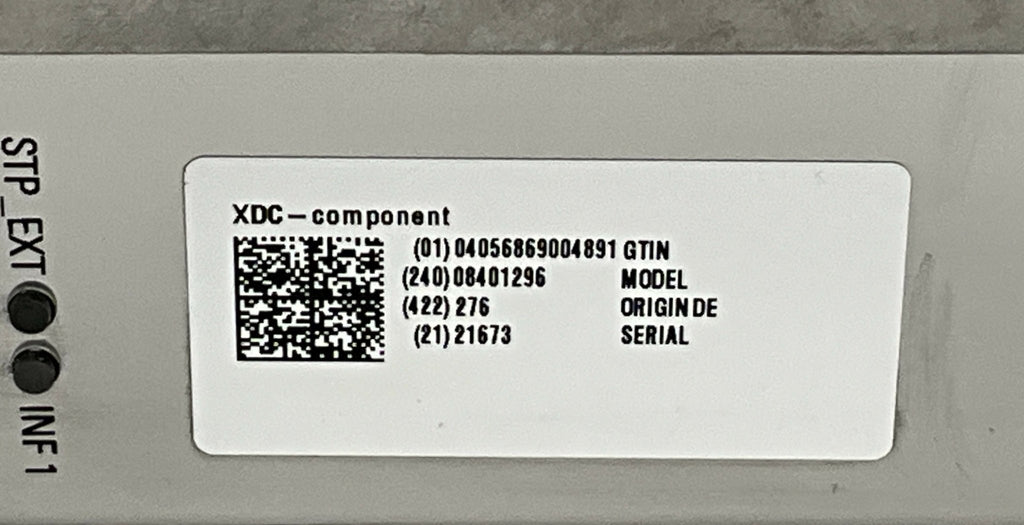 STP_EXT
INF 1
XDC – component
(01) 04056869004891 GTIN
(240) 08401296 MODEL
(422) 276 ORIGIN DE
(21) 21673 SERIAL